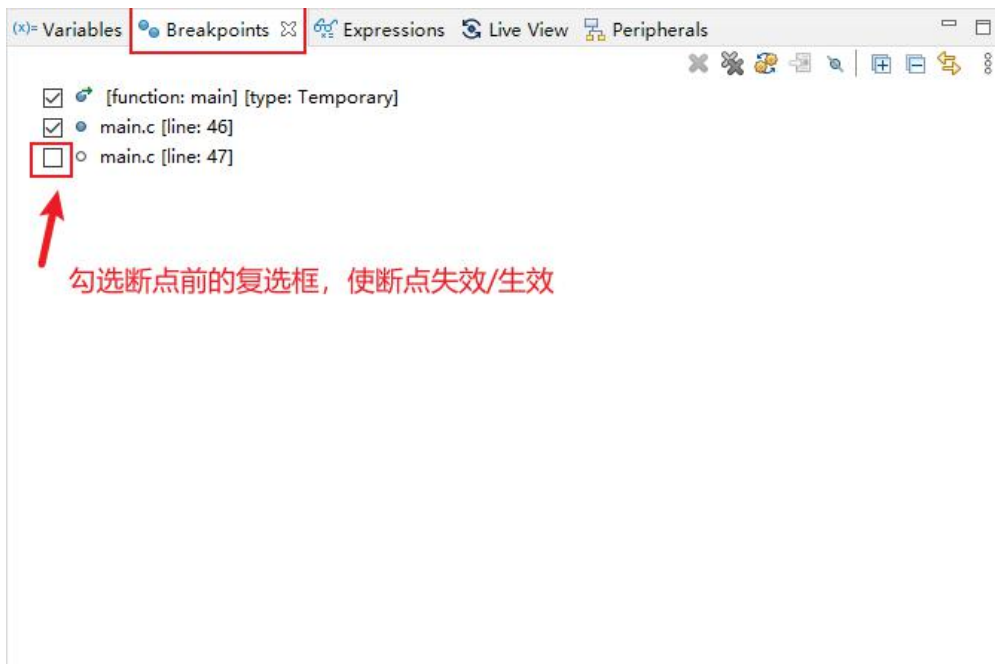 (x)= Variables Breakpoints Expressions Live View Peripherals
[function: main] [type: Temporary]
main.c [line: 46]
main.c [line: 47]
勾选断点前的复选框，使断点失效/生效